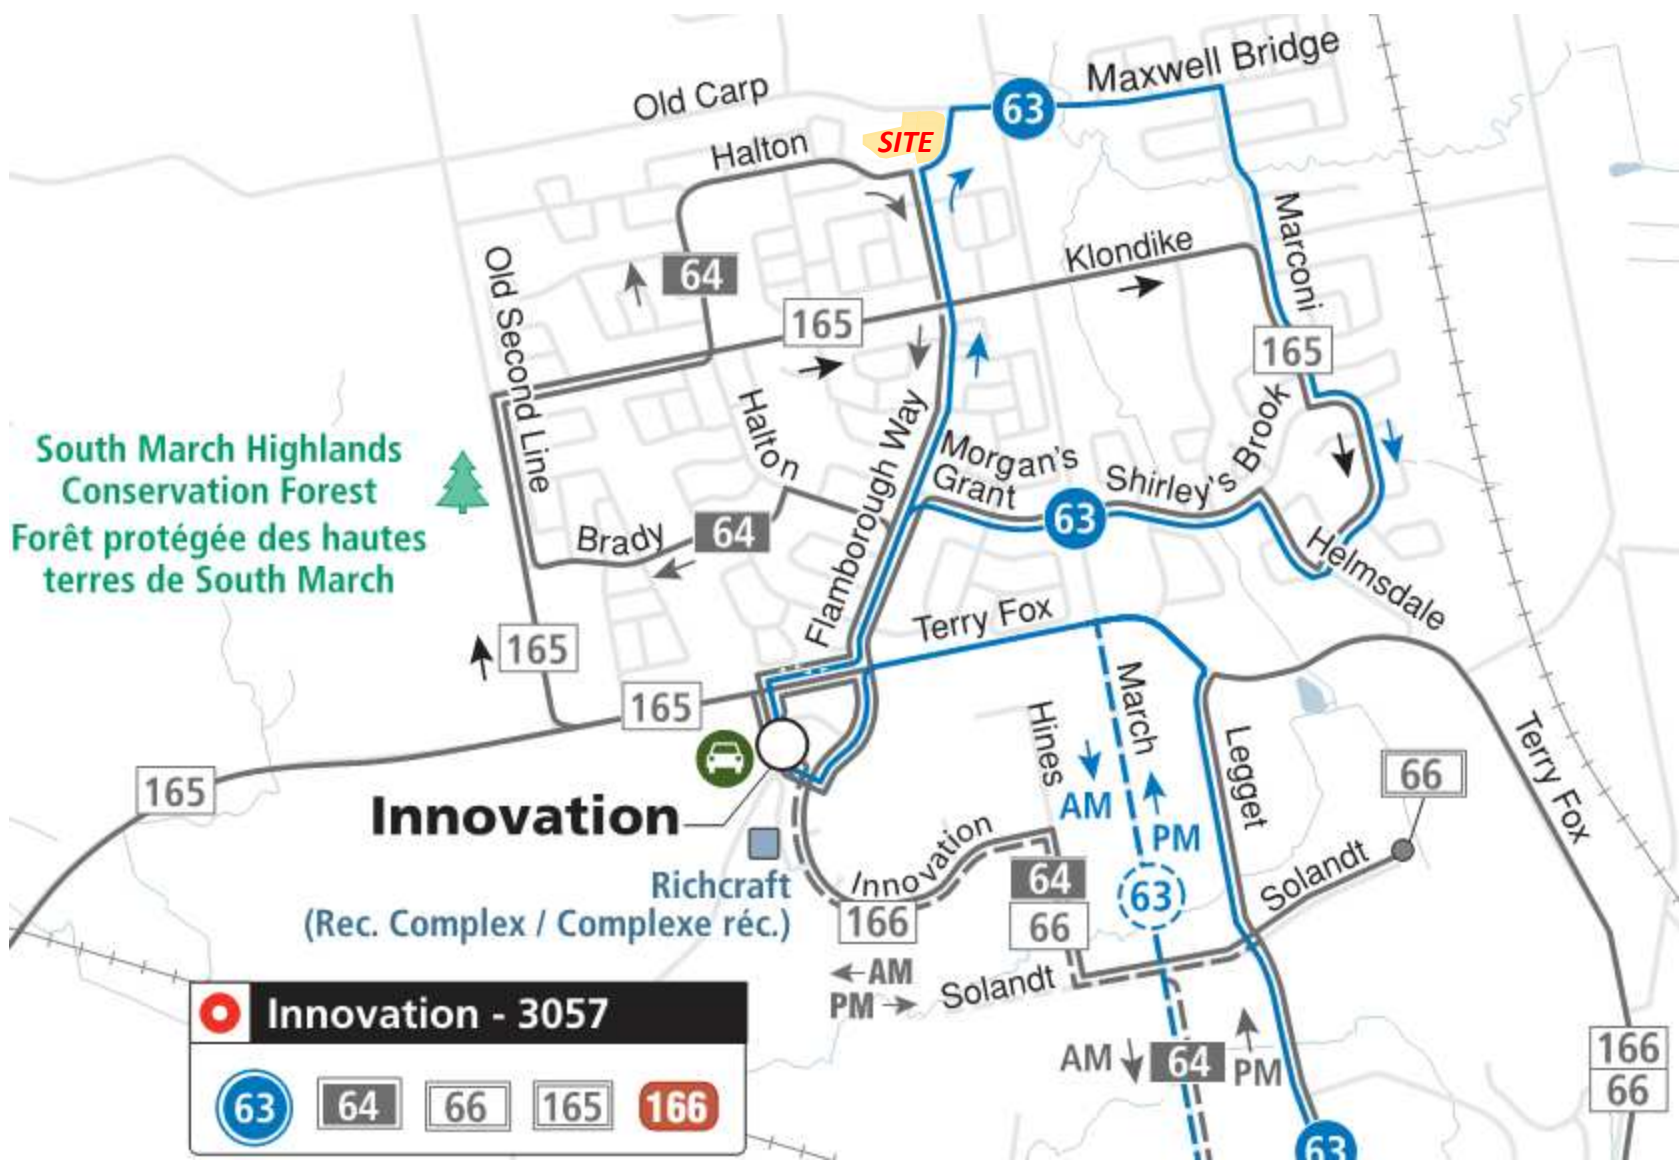 Old Carp
Maxwell Bridge
63
SITE
Halton
Marconi
64
Klondike
Old Second Line
165
165
Halton
Flamborough Way
Morgan's
Grant
Shirley's Brook
South March Highlands
Conservation Forest
Forêt protégée des hautes
terres de South March
Brady
64
63
Helmsdale
Terry Fox
165
165
March
Hines
Legget
Terry Fox
165
66
AM
PM
Innovation
Innovation
64
Solandt
63
Richcraft
(Rec. Complex / Complexe réc.)
166
66
AM
PM
Solandt
Innovation - 3057
AM
64
PM
166
66
63
64
66
165
166
63